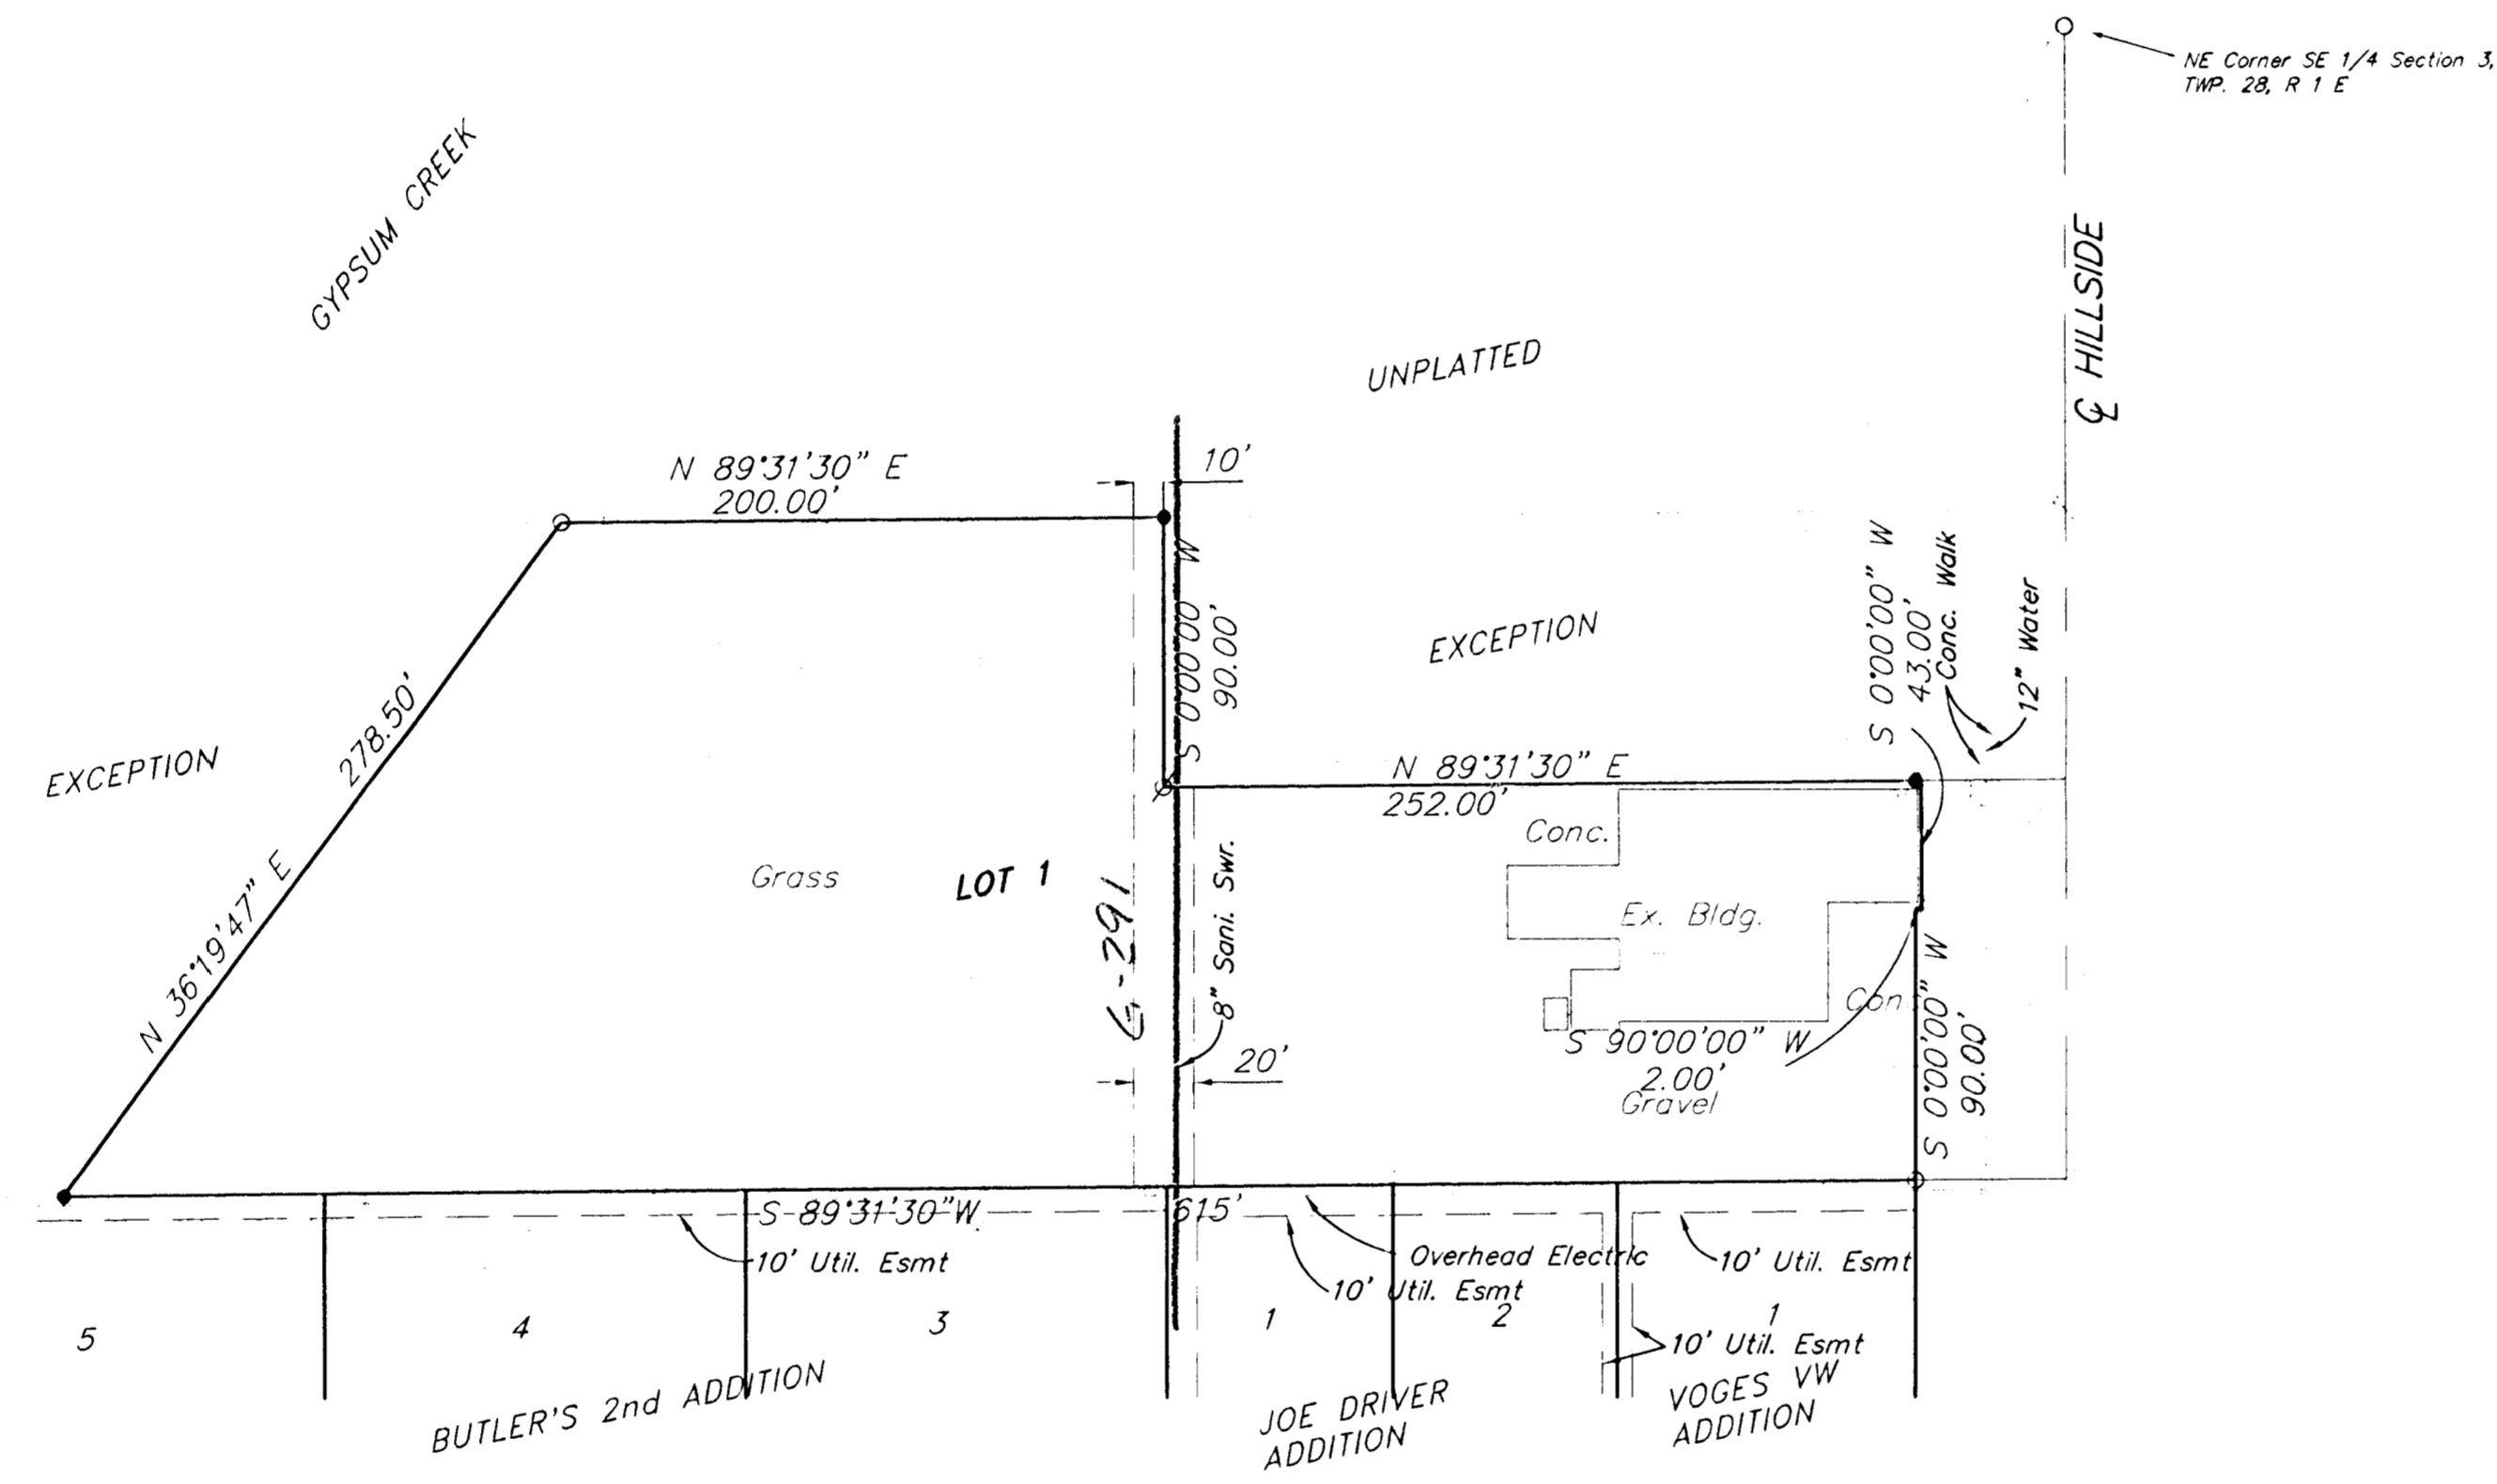 NE Corner SE 1/4 Section 3,
TWP. 28, R 1 E
GYPSUM CREEK
℄ HILLSIDE
UNPLATTED
N 89°31'30" E
200.00'
10'
S 0°00'00" W
90.00'
EXCEPTION
S 0°00'00" W
43.00'
Conc. Walk
12" Water
EXCEPTION
278.50'
N 36°19'47" E
N 89°31'30" E
252.00'
Conc.
Grass
LOT 1
8" Sani. Swr.
Ex. Bldg.
Con
S 90°00'00" W
2.00'
Gravel
S 0°00'00" W
90.00'
20'
S 89°31'30" W
615'
10' Util. Esmt
Overhead Electric
10' Util. Esmt
10' Util. Esmt
5
4
3
1
2
1
10' Util. Esmt
BUTLER'S 2nd ADDITION
JOE DRIVER
ADDITION
VOGES VW
ADDITION